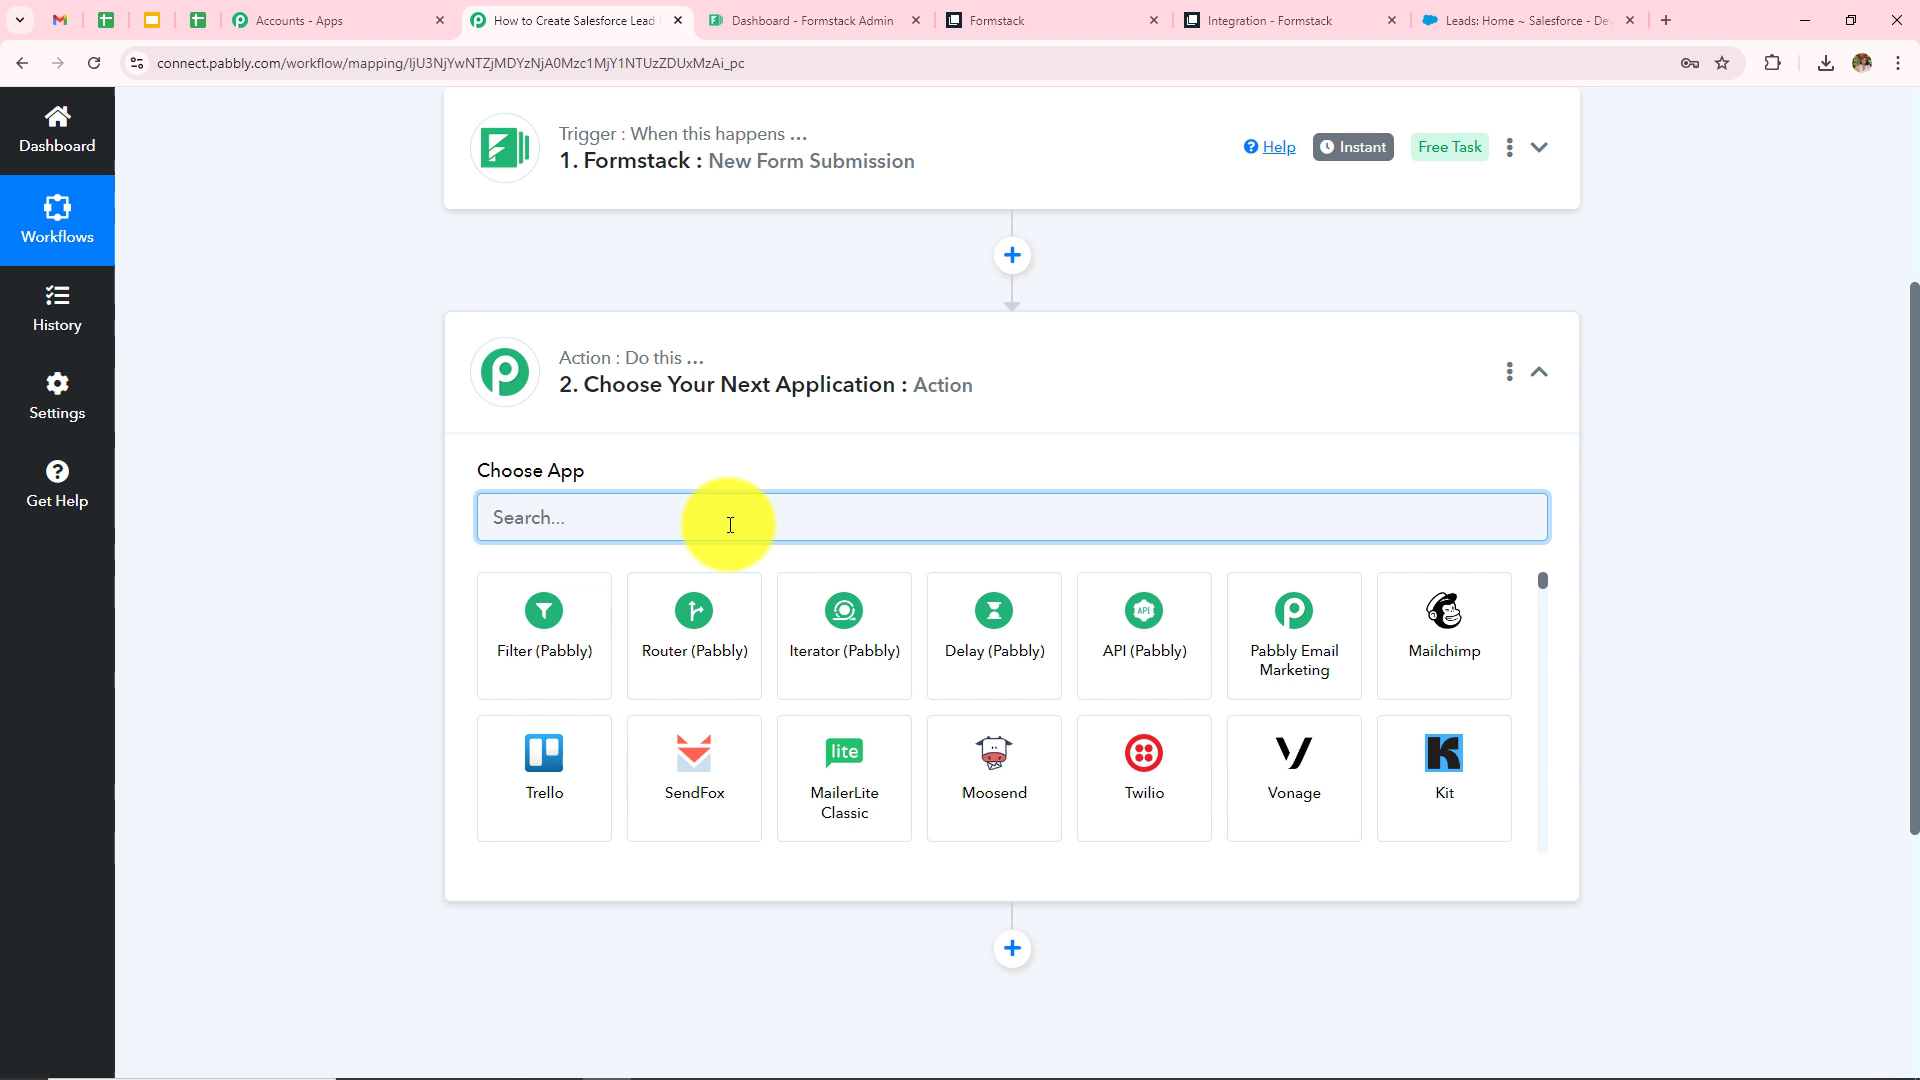 Accounts - Apps
How to Create Salesforce Lead
Dashboard - Formstack Admin
Formstack
Integration - Formstack
Leads: Home ~ Salesforce - De
connect.pabbly.com/workflow/mapping/IjU3NjYwNTZjMDYzNjA0Mzc1MjY1NTUzZDUxMzAi_pc
Dashboard
Workflows
History
Settings
Get Help
Trigger : When this happens ...
1. Formstack : New Form Submission
Help
Instant
Free Task
Action : Do this ...
2. Choose Your Next Application : Action
Choose App
Search...
Filter (Pabbly)
Router (Pabbly)
Iterator (Pabbly)
Delay (Pabbly)
API
API (Pabbly)
Pabbly Email
Marketing
Mailchimp
Trello
SendFox
lite
MailerLite
Classic
Moosend
Twilio
Vonage
Kit